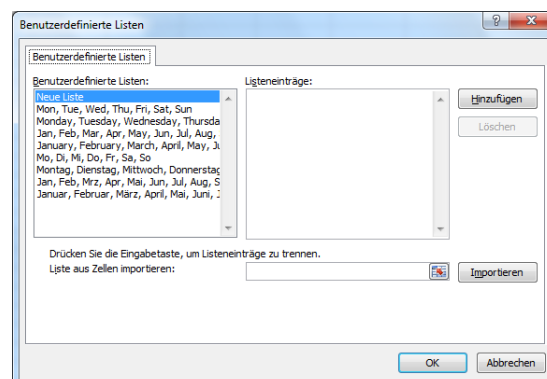 Benutzerdefinierte Listen
Benutzerdefinierte Listen
Benutzerdefinierte Listen:
Neue Liste
Mon, Tue, Wed, Thu, Fri, Sat, Sun
Monday, Tuesday, Wednesday, Thursda
Jan, Feb, Mar, Apr, May, Jun, Jul, Aug,
January, February, March, April, May, Ju
Mo, Di, Mi, Do, Fr, Sa, So
Montag, Dienstag, Mittwoch, Donnerstag
Jan, Feb, Mrz, Apr, Mai, Jun, Jul, Aug, S
Januar, Februar, März, April, Mai, Juni, J
Listeneinträge:
Hinzufügen
Löschen
Drücken Sie die Eingabetaste, um Listeneinträge zu trennen.
Liste aus Zellen importieren:
Importieren
OK
Abbrechen